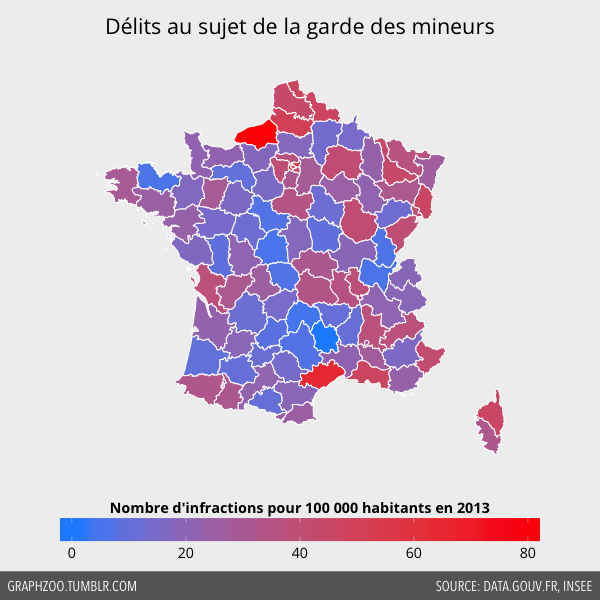 Délits au sujet de la garde des mineurs
Nombre d'infractions pour 100 000 habitants en 2013
0 20 40 60 80
GRAPHZOO.TUMBLR.COM SOURCE: DATA.GOUV.FR, INSEE